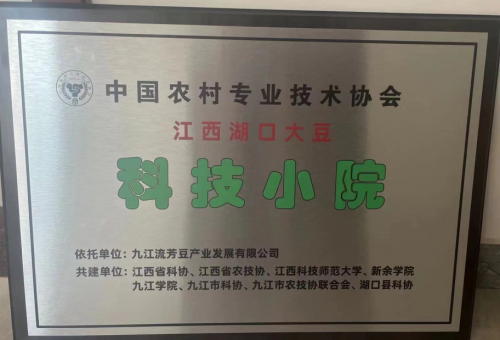 中国农村专业技术协会
江西湖口大豆
科技小院
依托单位：九江流芳豆产业发展有限公司
共建单位：江西省科协、江西省农技协、江西科技师范大学、新余学院
九江学院、九江市科协、九江市农技协联合会、湖口县科协